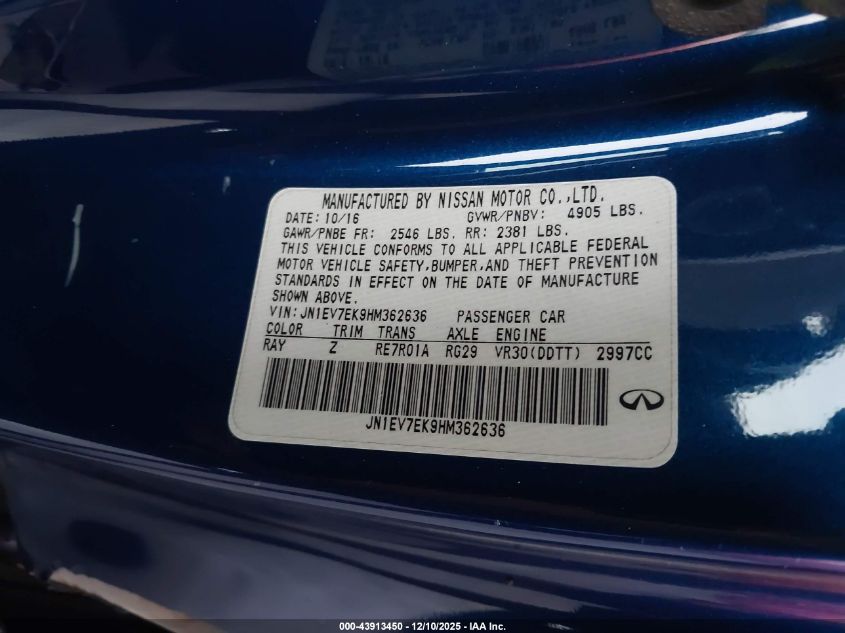 MANUFACTURED BY NISSAN MOTOR CO.,LTD.
DATE: 10/16 GVWR/PNBV: 4905 LBS.
GAWR/PNBE FR: 2546 LBS. RR: 2381 LBS.
THIS VEHICLE CONFORMS TO ALL APPLICABLE FEDERAL
MOTOR VEHICLE SAFETY,BUMPER,AND THEFT PREVENTION
STANDARDS IN EFFECT ON THE DATE OF MANUFACTURE
SHOWN ABOVE.
VIN: JN1EV7EK9HM362636 PASSENGER CAR
COLOR TRIM TRANS AXLE ENGINE
RAY Z RE7R01A RG29 VR30(DDTT) 2997CC
JN1EV7EK9HM362636
000-43913450 - 12/10/2025 - IAA Inc.